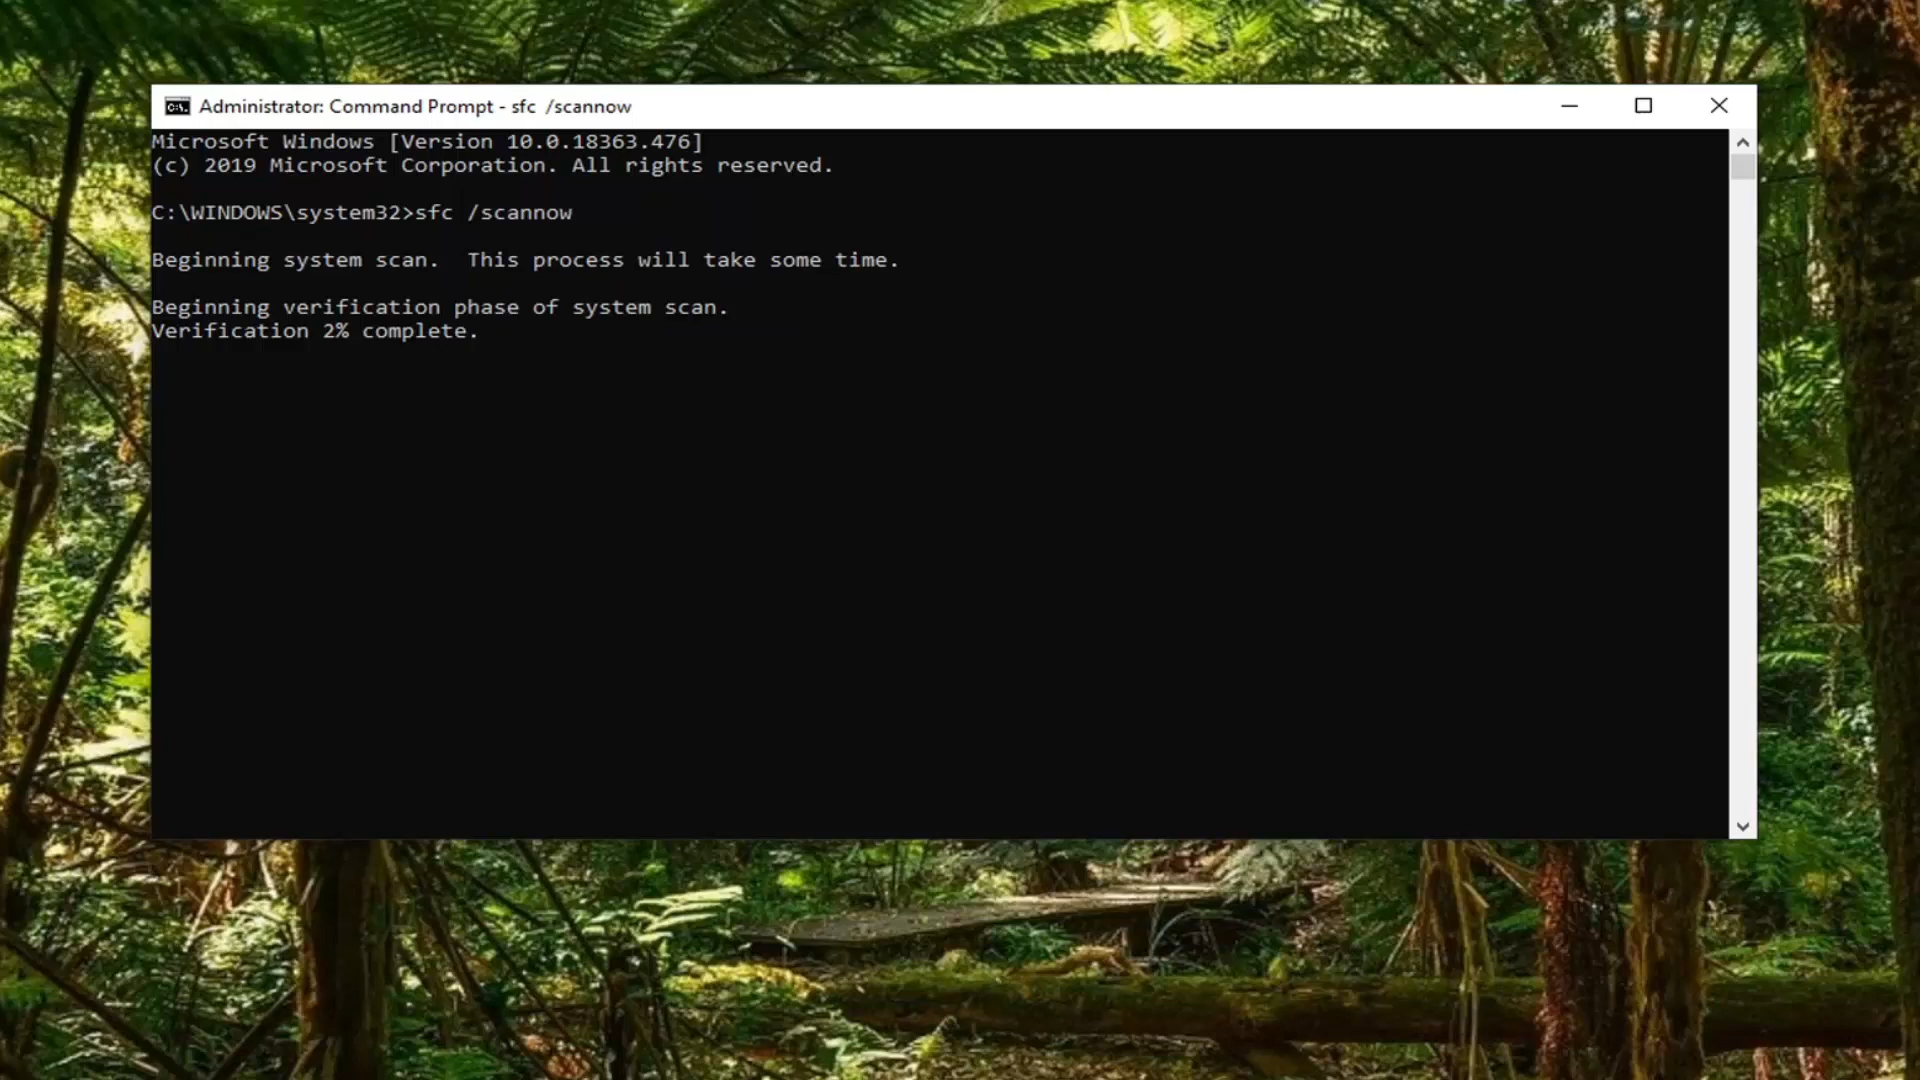 Administrator: Command Prompt - sfc  /scannow
Microsoft Windows [Version 10.0.18363.476]
(c) 2019 Microsoft Corporation. All rights reserved.
C:\WINDOWS\system32>sfc /scannow
Beginning system scan.  This process will take some time.
Beginning verification phase of system scan.
Verification 2% complete.